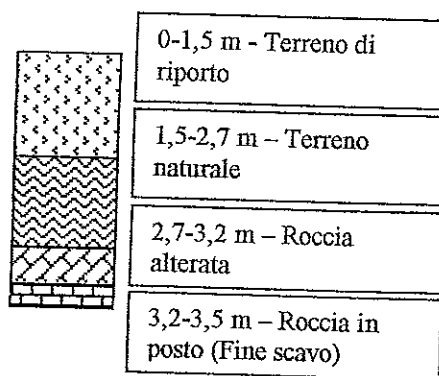 0-1,5 m - Terreno di
riporto
1,5-2,7 m – Terreno
naturale
2,7-3,2 m – Roccia
alterata
3,2-3,5 m – Roccia in
posto (Fine scavo)